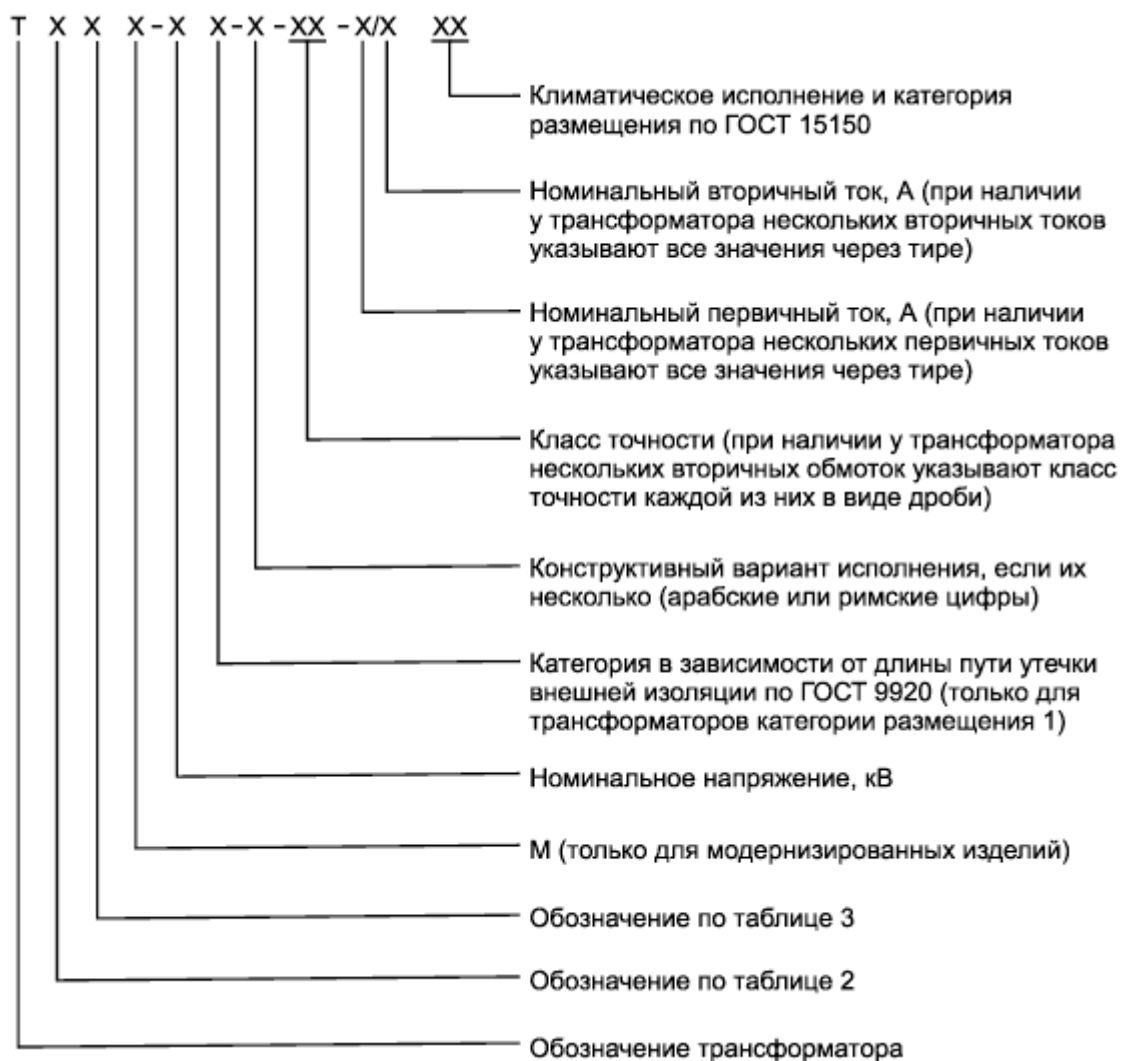 Т Х Х Х – Х Х – Х – ХХ – Х/Х ХХ
Климатическое исполнение и категория
размещения по ГОСТ 15150
Номинальный вторичный ток, А (при наличии
у трансформатора нескольких вторичных токов
указывают все значения через тире)
Номинальный первичный ток, А (при наличии
у трансформатора нескольких первичных токов
указывают все значения через тире)
Класс точности (при наличии у трансформатора
нескольких вторичных обмоток указывают класс
точности каждой из них в виде дроби)
Конструктивный вариант исполнения, если их
несколько (арабские или римские цифры)
Категория в зависимости от длины пути утечки
внешней изоляции по ГОСТ 9920 (только для
трансформаторов категории размещения 1)
Номинальное напряжение, кВ
М (только для модернизированных изделий)
Обозначение по таблице 3
Обозначение по таблице 2
Обозначение трансформатора